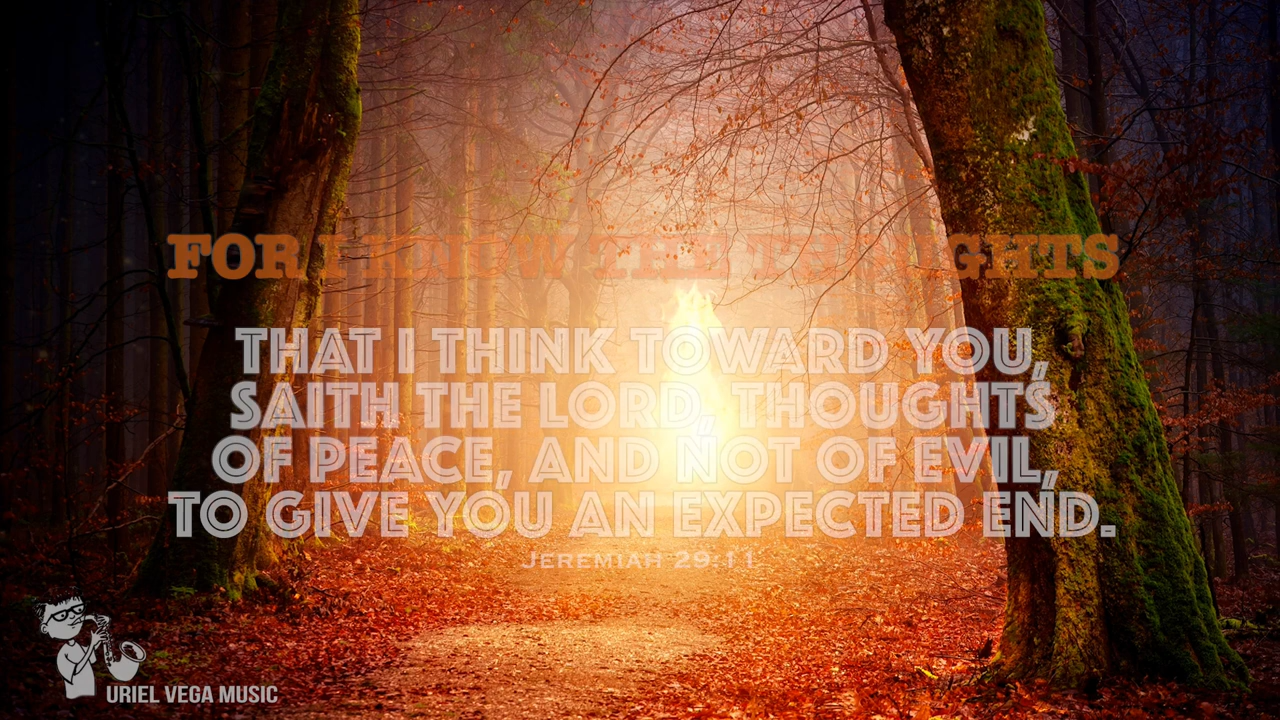 FOR I KNOW THE THOUGHTS
THAT I THINK TOWARD YOU,
SAITH THE LORD, THOUGHTS
OF PEACE, AND NOT OF EVIL,
TO GIVE YOU AN EXPECTED END.
JEREMIAH 29:11
URIEL VEGA MUSIC